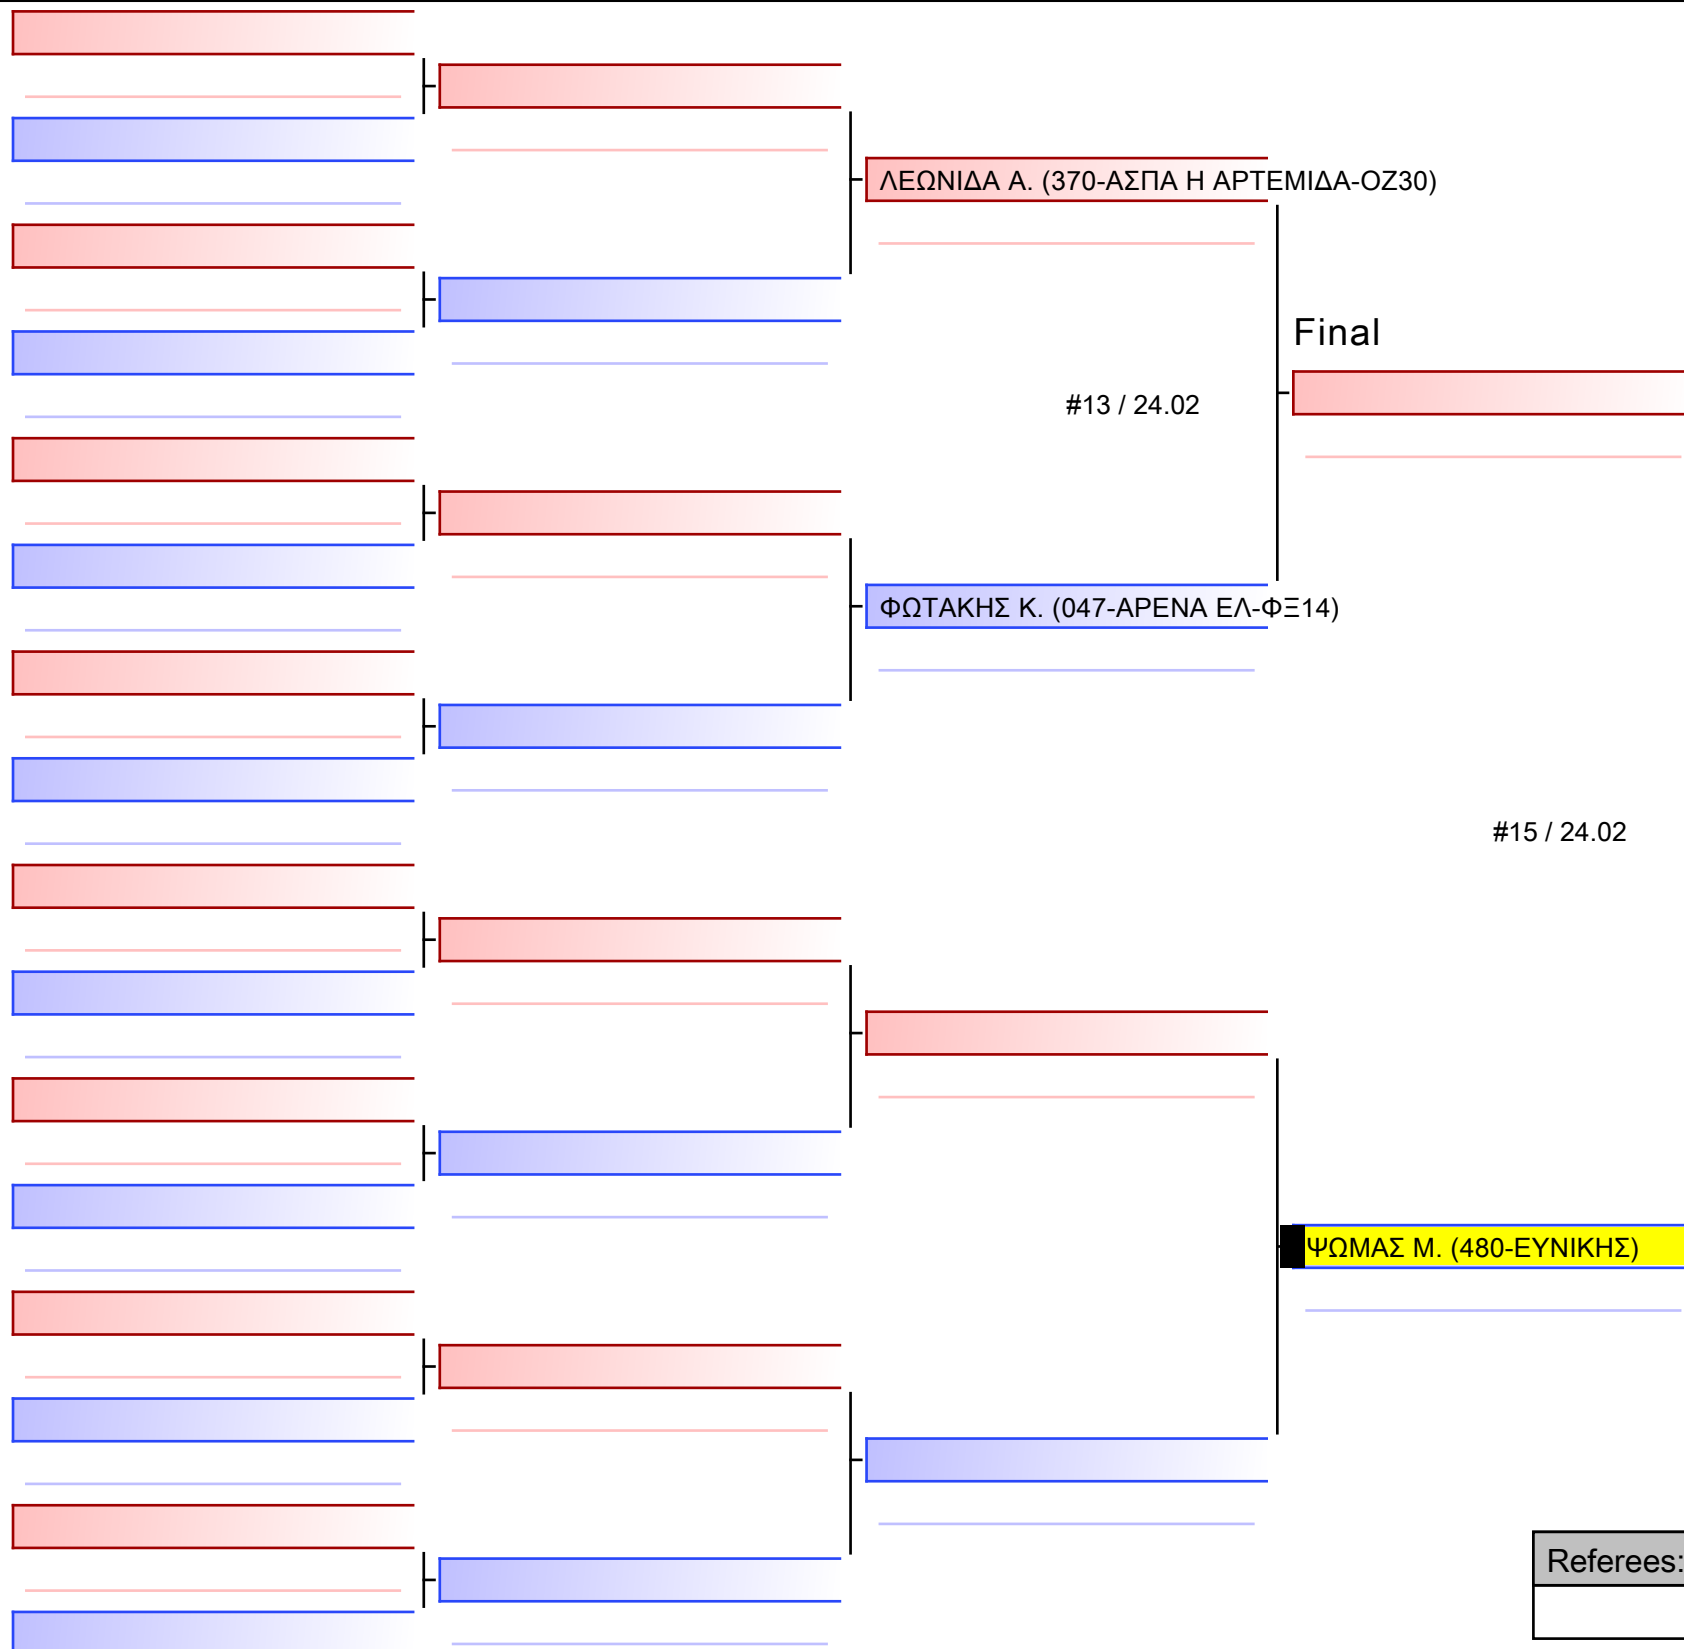 ΛΕΩΝΙΔΑ Α. (370-ΑΣΠΑ Η ΑΡΤΕΜΙΔΑ-ΟΖ30)
Final
#13 / 24.02
ΦΩΤΑΚΗΣ Κ. (047-ΑΡΕΝΑ ΕΛ-ΦΞ14)
#15 / 24.02
ΨΩΜΑΣ Μ. (480-ΕΥΝΙΚΗΣ)
Referees: